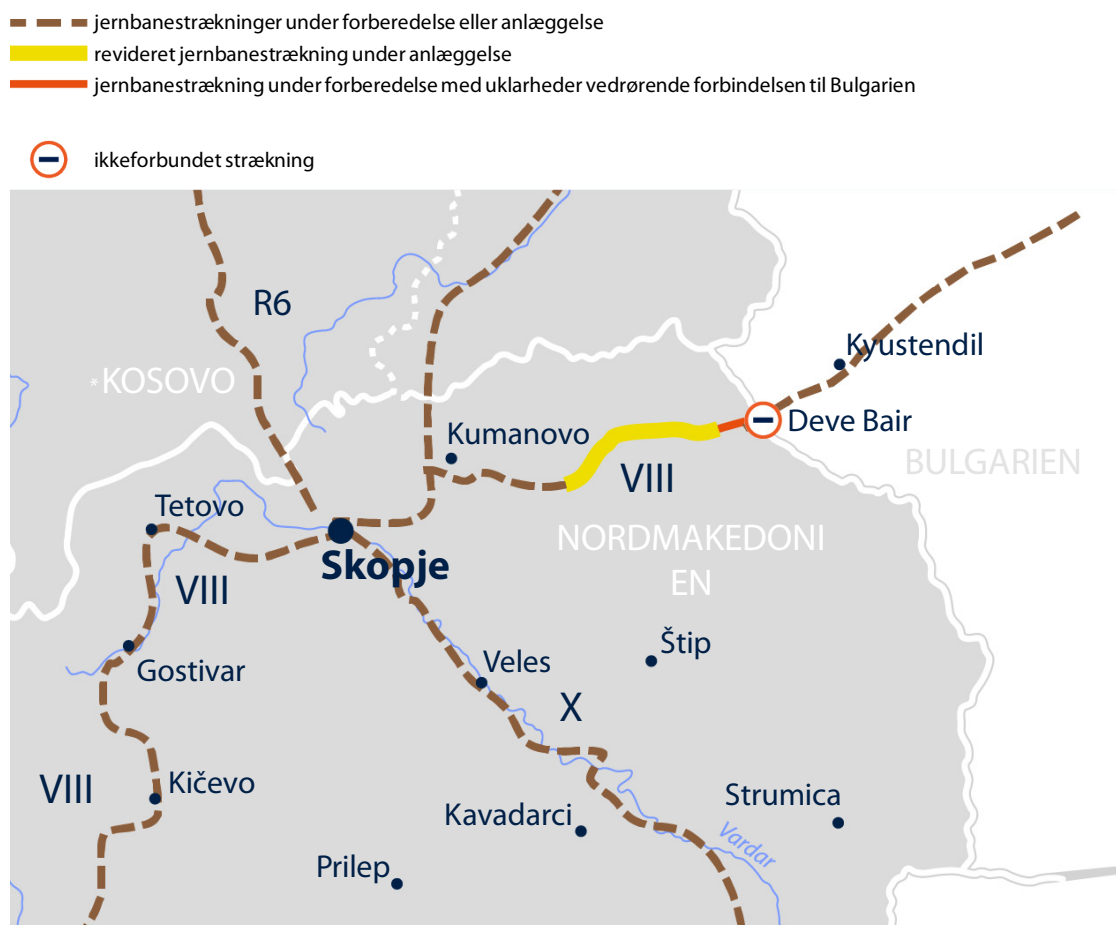 jernbanestrækninger under forberedelse eller anlæggelse
revideret jernbanestrækning under anlæggelse
jernbanestrækning under forberedelse med uklarheder vedrørende forbindelsen til Bulgarien
ikkeforbundet strækning
R6
*KOSOVO
Kyustendil
Deve Bair
Kumanovo
BULGARIEN
VIII
Tetovo
NORDMAKEDONI
EN
Skopje
VIII
Štip
Gostivar
Veles
X
VIII
Kičevo
Strumica
Kavadarci
Vardar
Prilep